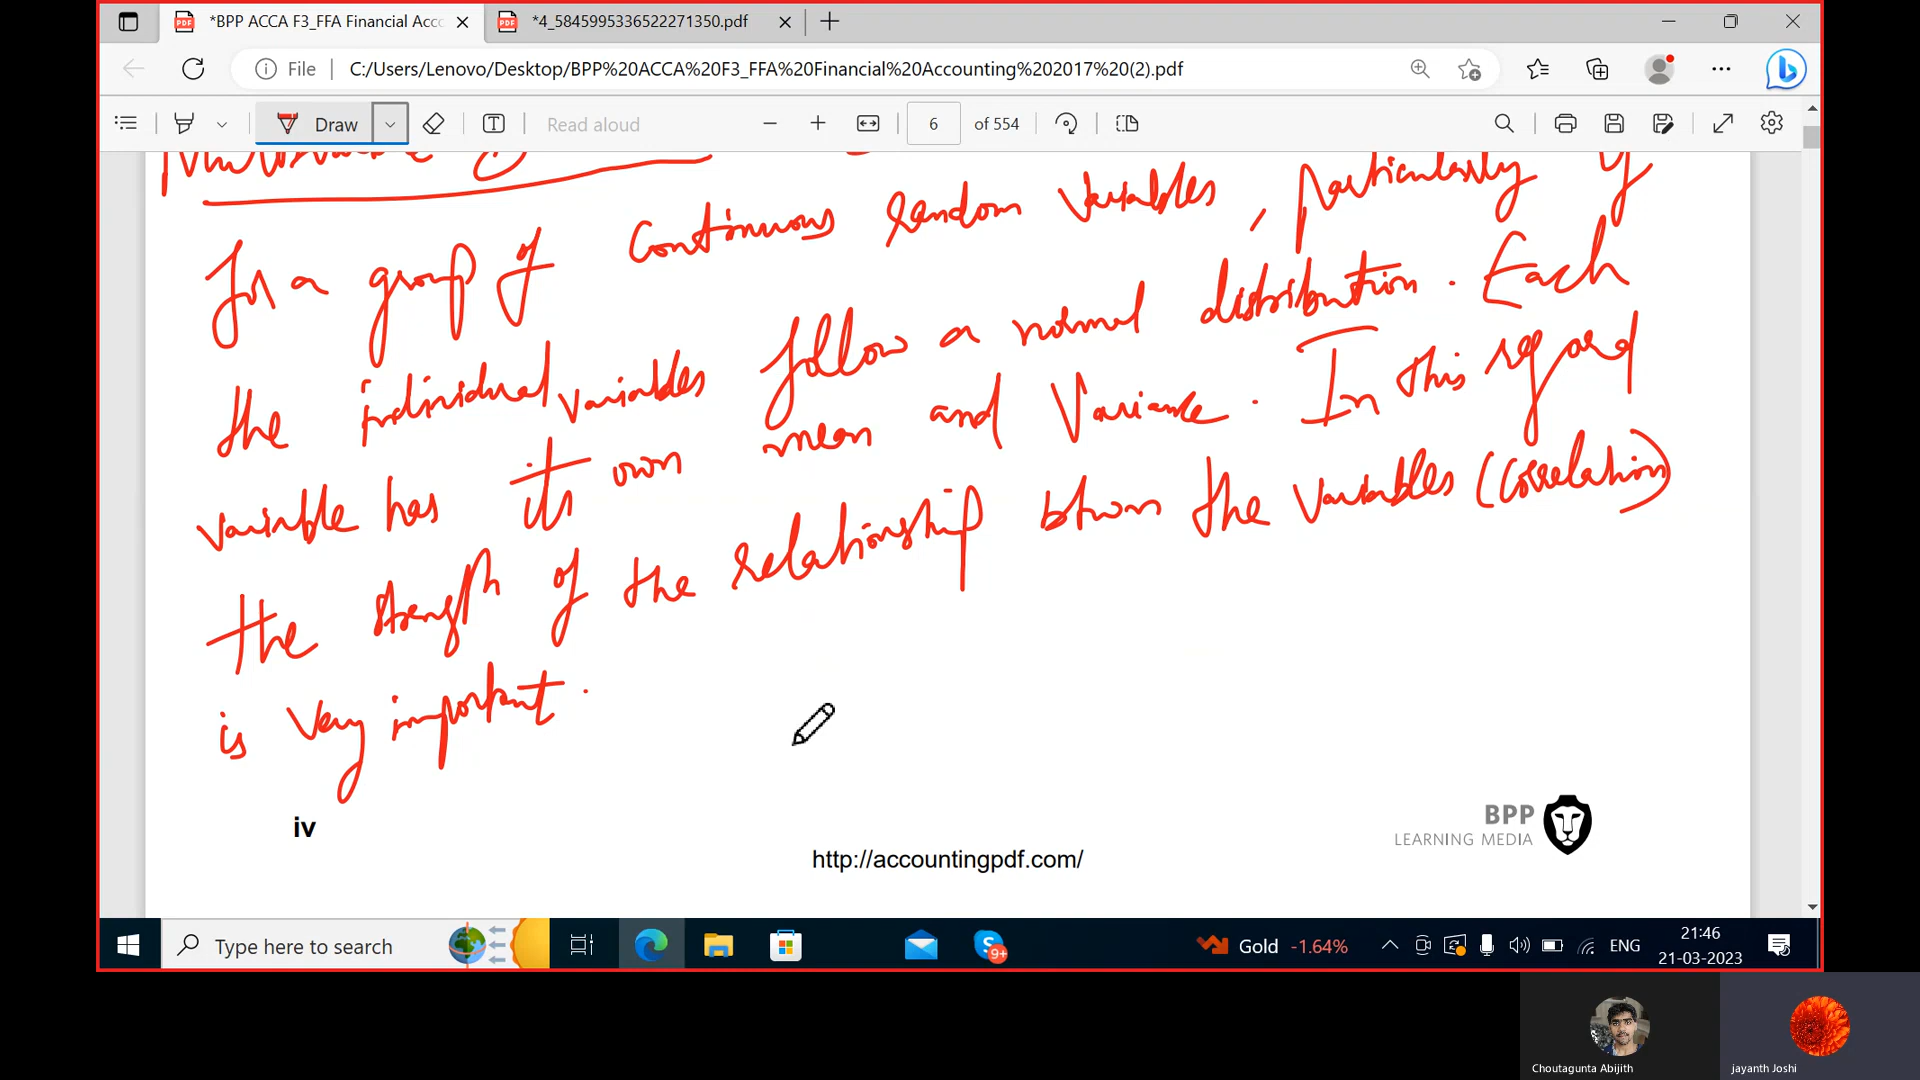 *BPP ACCA F3_FFA Financial Acc
*4_5845995336522271350.pdf
File
C:/Users/Lenovo/Desktop/BPP%20ACCA%20F3_FFA%20Financial%20Accounting%202017%20(2).pdf
Draw
Read aloud
6 of 554
for a group of continuous random variables, particularly if
the individual variables follow a normal distribution. Each
variable has its own mean and Variance. In this regard
the strength of the relationship btwn the variables (correlation)
is very important.
iv
BPP
LEARNING MEDIA
http://accountingpdf.com/
Type here to search
Gold -1.64%
ENG
21:46
21-03-2023
9+
Choutagunta Abijith
jayanth Joshi